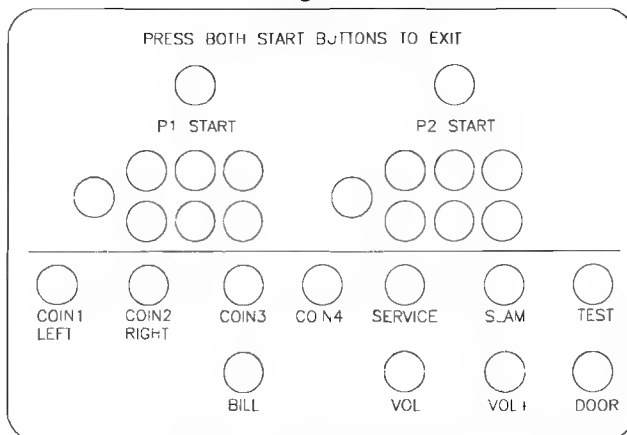 PRESS BOTH START BUTTONS TO EXIT
P1 START P2 START
COIN1 COIN2 COIN3 COIN4 SERVICE SLAM TEST
LEFT RIGHT
BILL VOL VOL+ DOOR